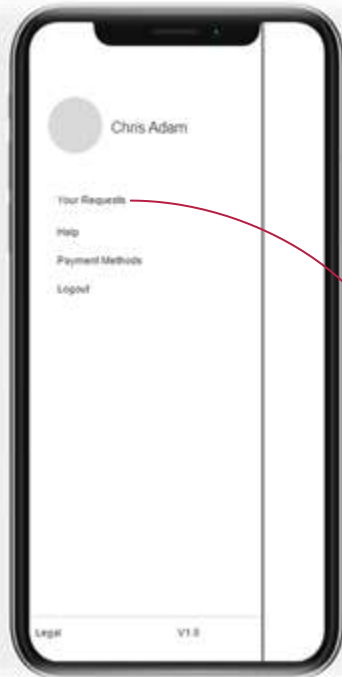 Chris Adam
Your Requests
Help
Payment Methods
Logout
Legal V1.0